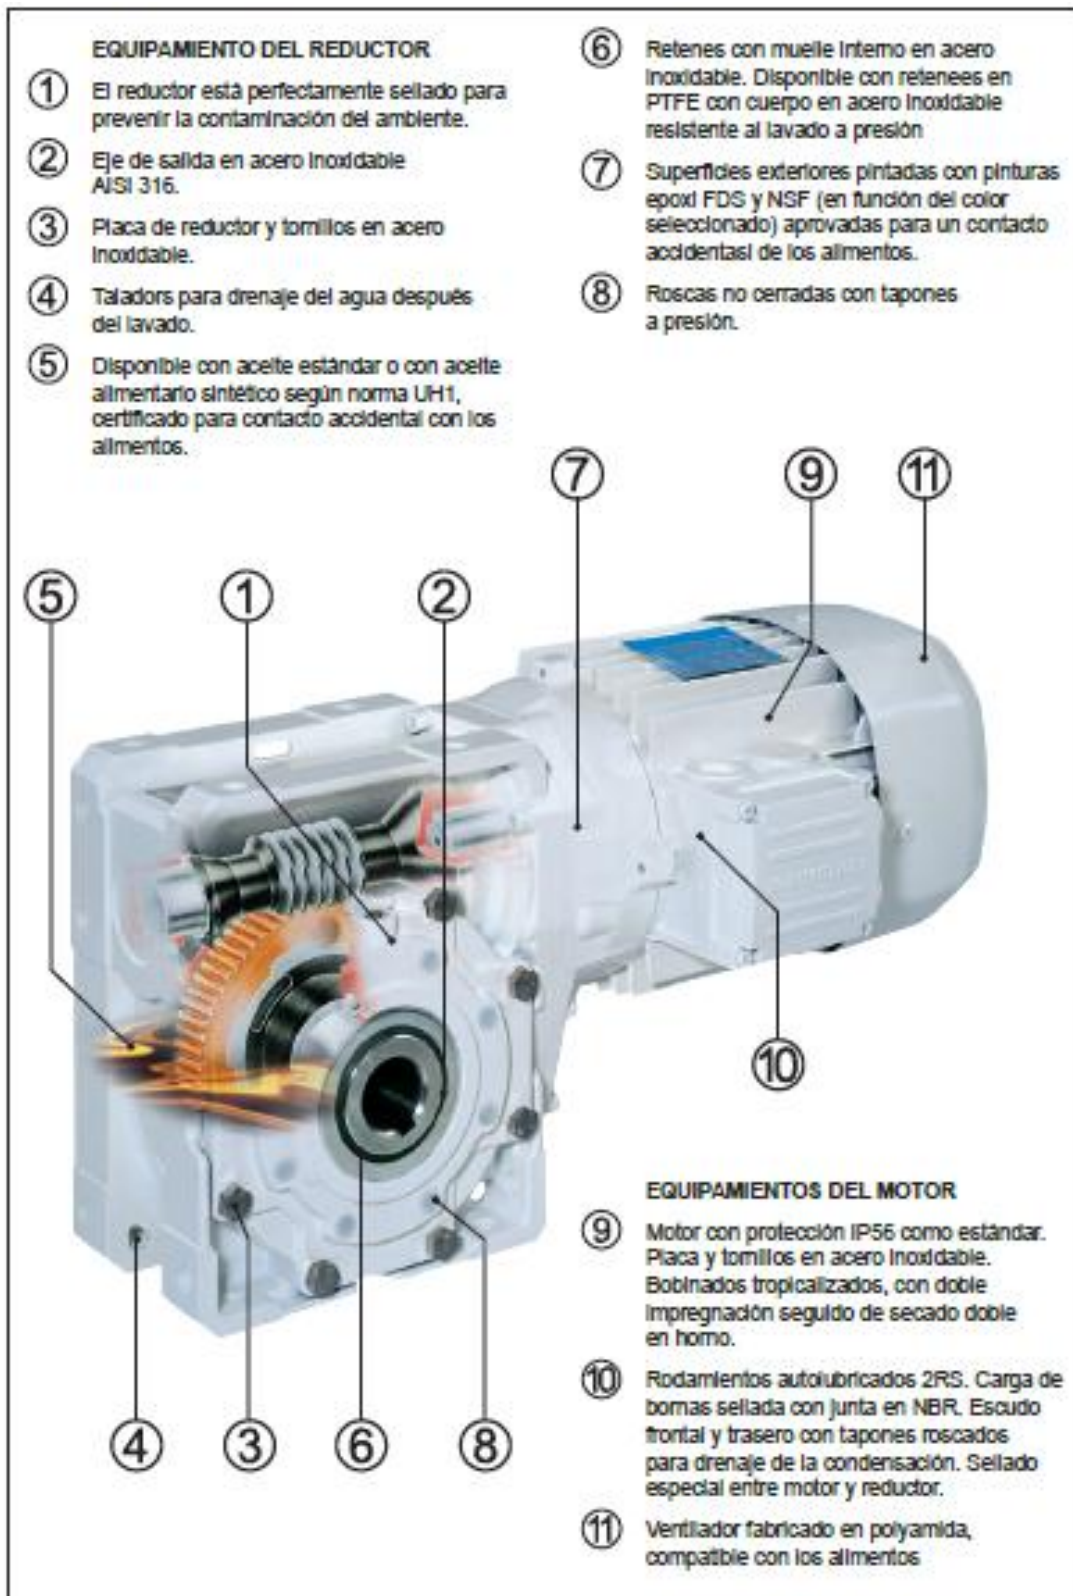 EQUIPAMIENTO DEL REDUCTOR
1 El reductor está perfectamente sellado para
prevenir la contaminación del ambiente.
2 Eje de salida en acero inoxidable
AISI 316.
3 Placa de reductor y tornillos en acero
inoxidable.
4 Taladors para drenaje del agua después
del lavado.
5 Disponible con aceite estándar o con aceite
alimentario sintético según norma UH1,
certificado para contacto accidental con los
alimentos.
6 Retenes con muelle interno en acero
inoxidable. Disponible con retenees en
PTFE con cuerpo en acero inoxidable
resistente al lavado a presión
7 Superficies exteriores pintadas con pinturas
epoxi FDS y NSF (en función del color
seleccionado) aprovadas para un contacto
accidentasl de los alimentos.
8 Roscas no cerradas con tapones
a presión.
7 9 11
5 1 2
10
4 3 6 8
EQUIPAMIENTOS DEL MOTOR
9 Motor con protección IP56 como estándar.
Placa y tornillos en acero inoxidable.
Bobinados tropicalizados, con doble
impregnación seguido de secado doble
en horno.
10 Rodamientos autolubricados 2RS. Carga de
bornas sellada con junta en NBR. Escudo
frontal y trasero con tapones roscados
para drenaje de la condensación. Sellado
especial entre motor y reductor.
11 Ventilador fabricado en polyamida,
compatible con los alimentos